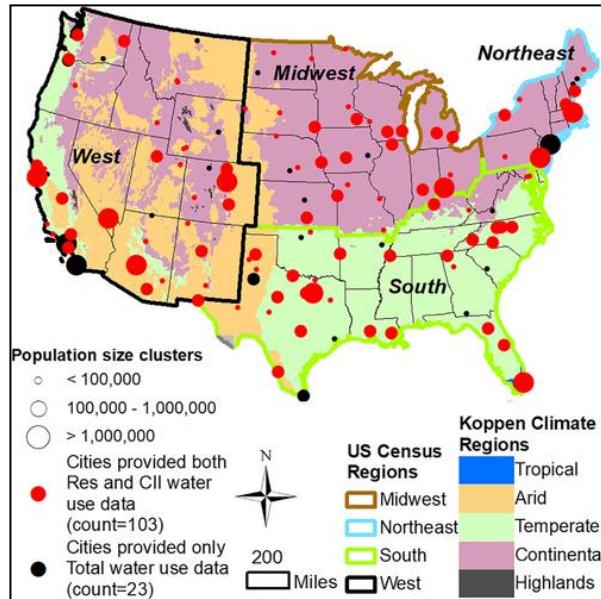 Northeast
Midwest
West
South
Population size clusters
< 100,000
100,000 - 1,000,000
> 1,000,000
Cities provided both
Res and CII water
use data
(count=103)
Cities provided only
Total water use data
(count=23)
N
200
Miles
US Census
Regions
Midwest
Northeast
South
West
Koppen Climate
Regions
Tropical
Arid
Temperate
Continenta
Highlands